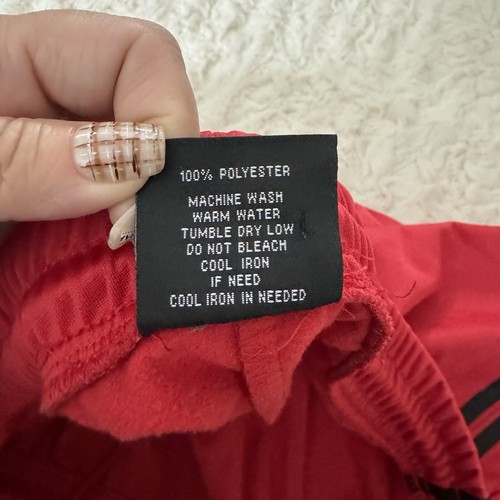 100% POLYESTER
MACHINE WASH
WARM WATER
TUMBLE DRY LOW
DO NOT BLEACH
COOL IRON
IF NEED
COOL IRON IN NEEDED